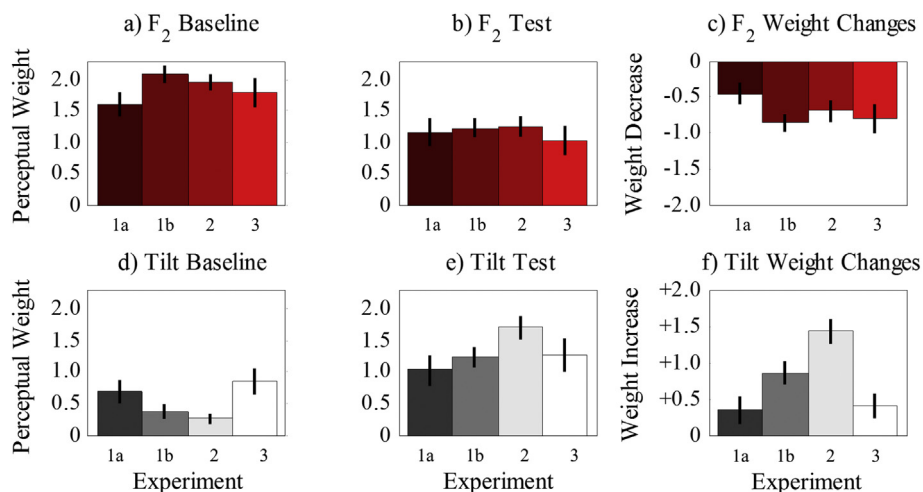 a) F₂ Baseline
b) F₂ Test
c) F₂ Weight Changes
Perceptual Weight
2.0
1.5
1.0
0.5
0
1a 1b 2 3
2.0
1.5
1.0
0.5
0
1a 1b 2 3
Weight Decrease
0
-0.5
-1.0
-1.5
-2.0
1a 1b 2 3
d) Tilt Baseline
e) Tilt Test
f) Tilt Weight Changes
Perceptual Weight
2.0
1.5
1.0
0.5
0
1a 1b 2 3
Experiment
2.0
1.5
1.0
0.5
0
1a 1b 2 3
Experiment
Weight Increase
+2.0
+1.5
+1.0
+0.5
0
1a 1b 2 3
Experiment